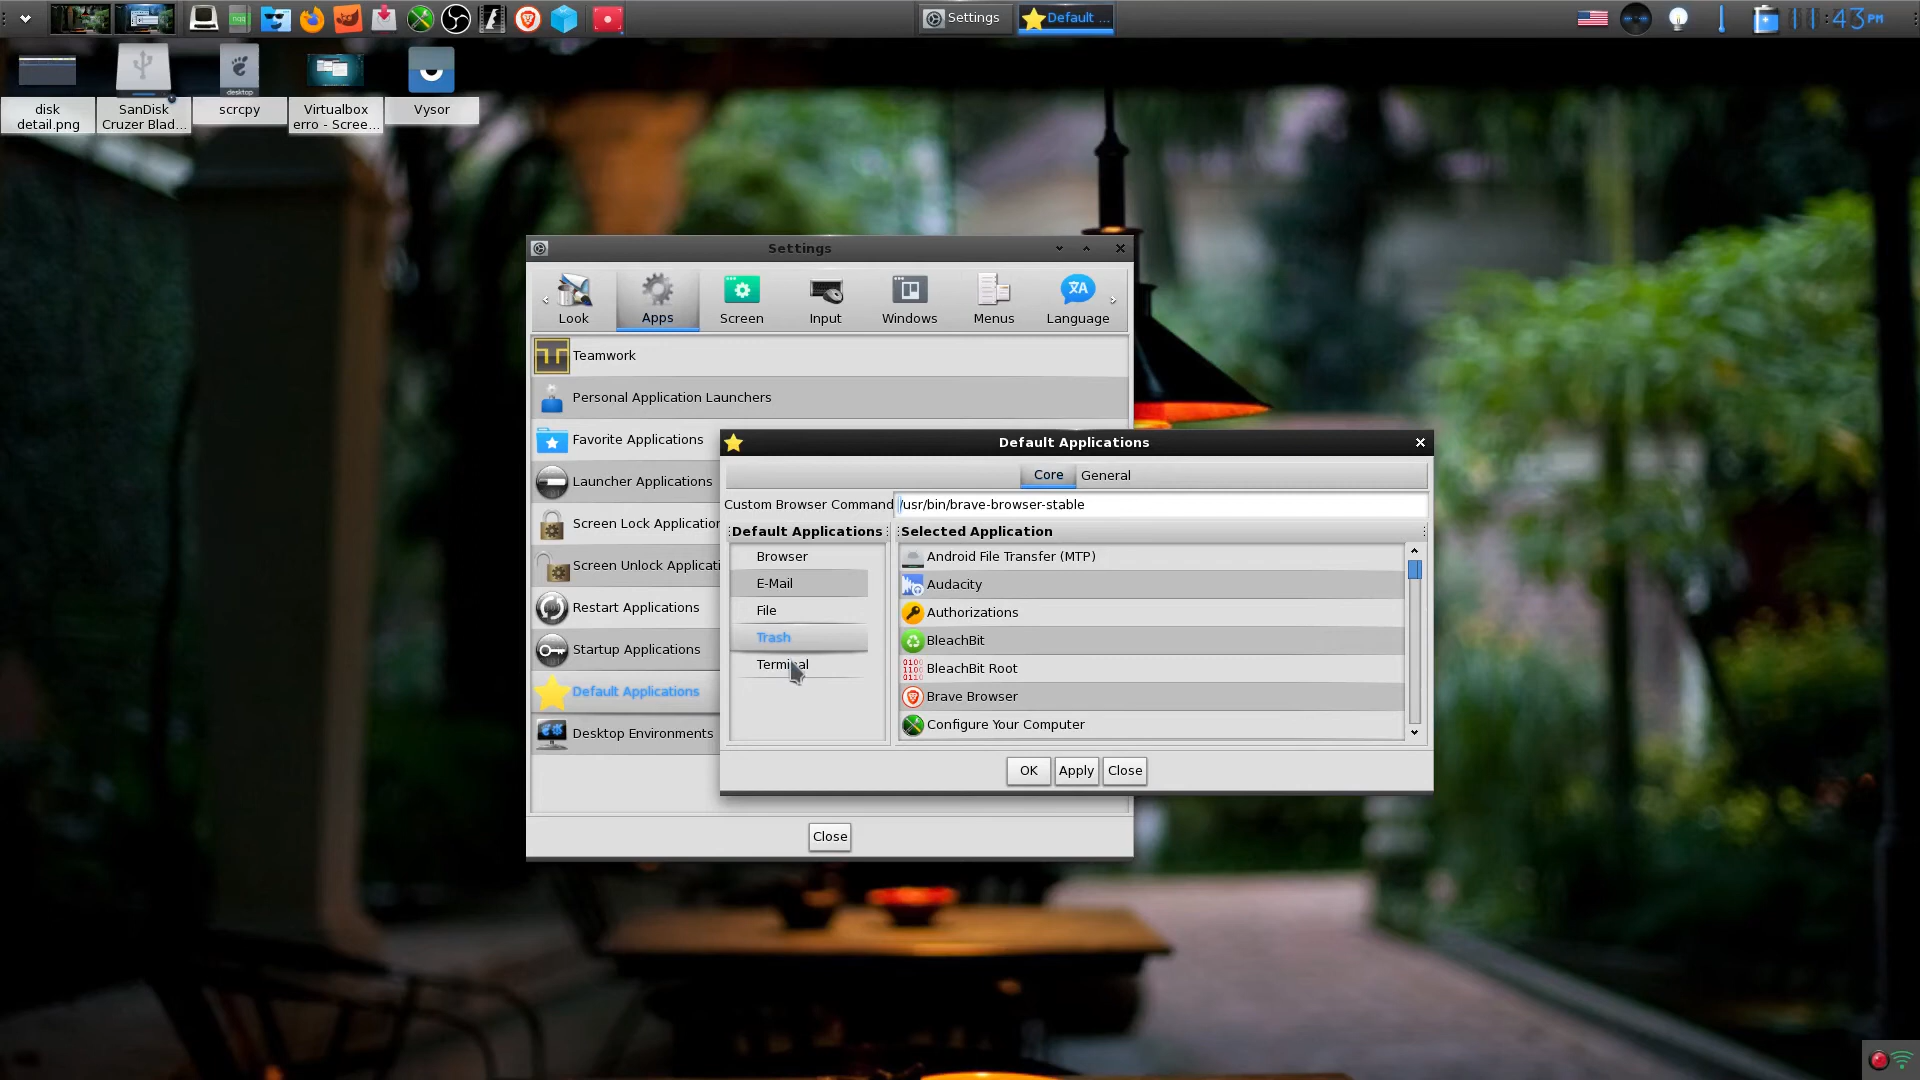 Settings
Default ...
11:43PM
disk
detail.png
SanDisk
Cruzer Blad...
desktop
scrcpy
Virtualbox
erro - Scree...
Vysor
Settings
Look
Apps
Screen
Input
Windows
Menus
Language
Teamwork
Personal Application Launchers
Favorite Applications
Launcher Applications
Screen Lock Application
Screen Unlock Applicati
Restart Applications
Startup Applications
Default Applications
Desktop Environments
Close
Default Applications
Core
General
Custom Browser Command
/usr/bin/brave-browser-stable
Default Applications
Browser
E-Mail
File
Trash
Terminal
Selected Application
Android File Transfer (MTP)
Audacity
Authorizations
BleachBit
BleachBit Root
Brave Browser
Configure Your Computer
OK
Apply
Close